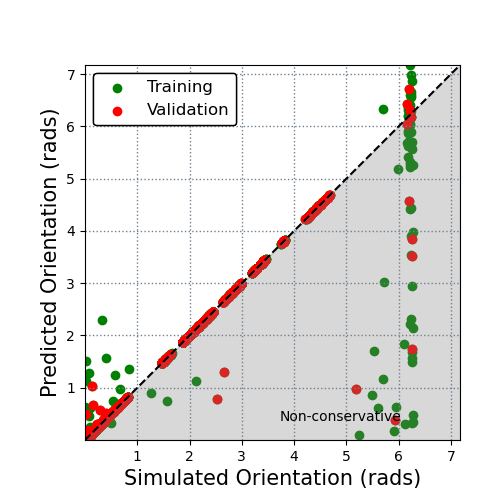 Training
Validation
Predicted Orientation (rads)
7
6
5
4
3
2
1
Non-conservative
1 2 3 4 5 6 7
Simulated Orientation (rads)